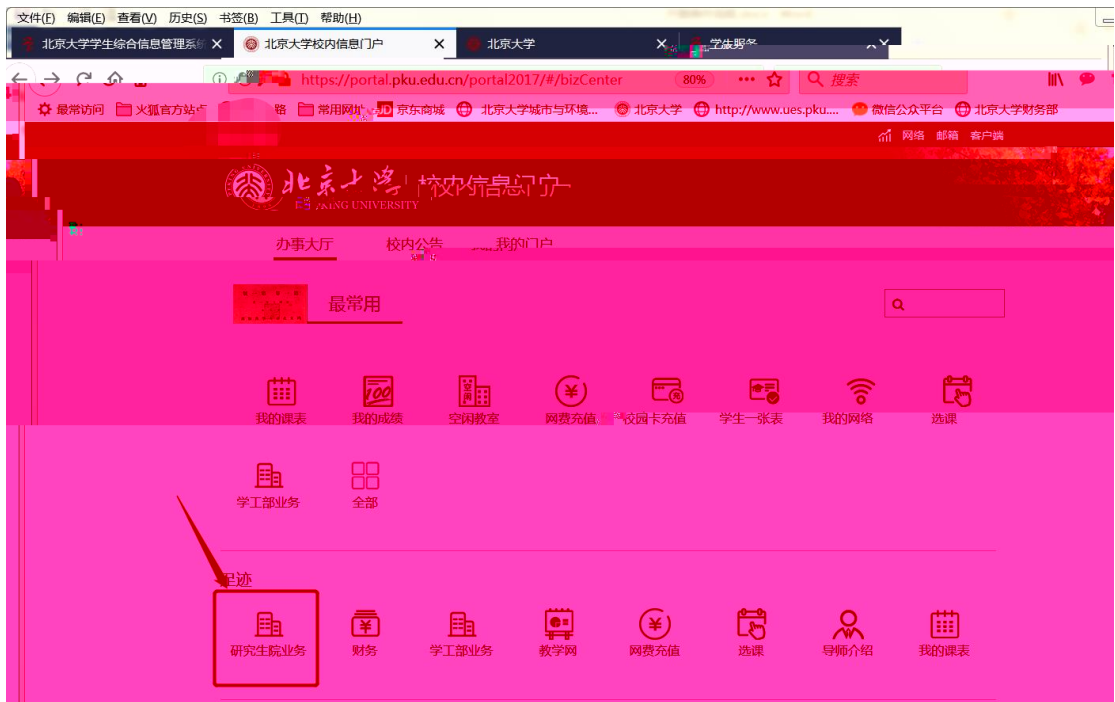 文件(F) 编辑(E) 查看(V) 历史(S) 书签(B) 工具(T) 帮助(H)
北京大学学生综合信息管理系统 北京大学校内信息门户 北京大学 学生服务
https://portal.pku.edu.cn/portal2017/#/bizCenter 80% 搜索
最常访问 火狐官方站点 常用网址 JD 京东商城 北京大学城市与环境... 北京大学 http://www.ues.pku.... 微信公众平台 北京大学财务部
网络 邮箱 客户端
北京大学 校内信息门户
PEKING UNIVERSITY
办事大厅 校内公告 我的门户
最常用
我的课表 我的成绩 空闲教室 网费充值 校园卡充值 学生一张表 我的网络 选课
学工部业务 全部
足迹
研究生院业务 财务 学工部业务 教学网 网费充值 选课 导师介绍 我的课表